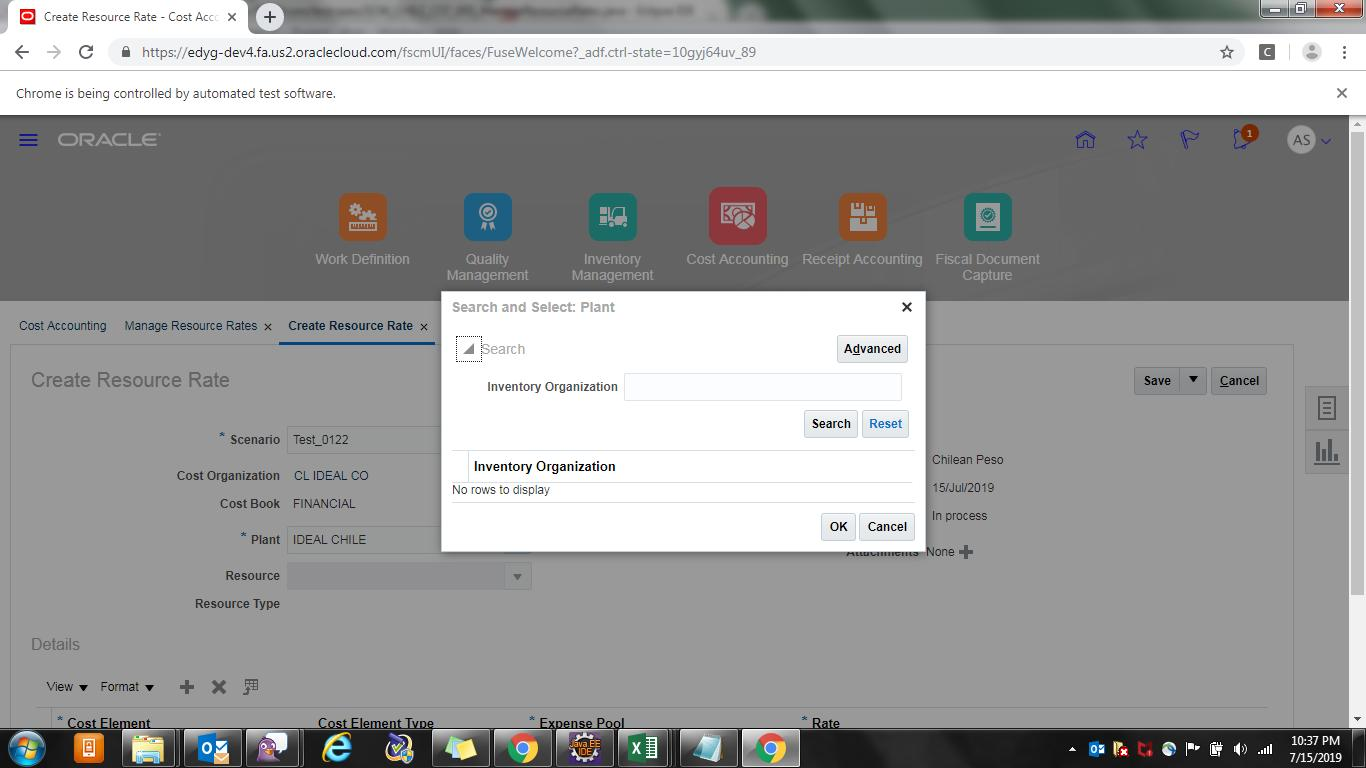 Create Resource Rate - Cost Acc
https://edyg-dev4.fa.us2.oraclecloud.com/fscmUI/faces/FuseWelcome?_adf.ctrl-state=10gyj64uv_89
C
Chrome is being controlled by automated test software.
ORACLE
1
AS
Work Definition
Quality Management
Inventory Management
Cost Accounting
Receipt Accounting
Fiscal Document Capture
Search and Select: Plant
Search
Advanced
Inventory Organization
Search Reset
Inventory Organization
No rows to display
OK Cancel
Cost Accounting Manage Resource Rates Create Resource Rate
Create Resource Rate
Save Cancel
* Scenario Test_0122
Cost Organization CL IDEAL CO
Cost Book FINANCIAL
* Plant IDEAL CHILE
Resource
Resource Type
Chilean Peso
15/Jul/2019
In process
Attachments None
Details
View Format
* Cost Element Cost Element Type * Expense Pool * Rate
Java EE
IDE
10:37 PM
7/15/2019